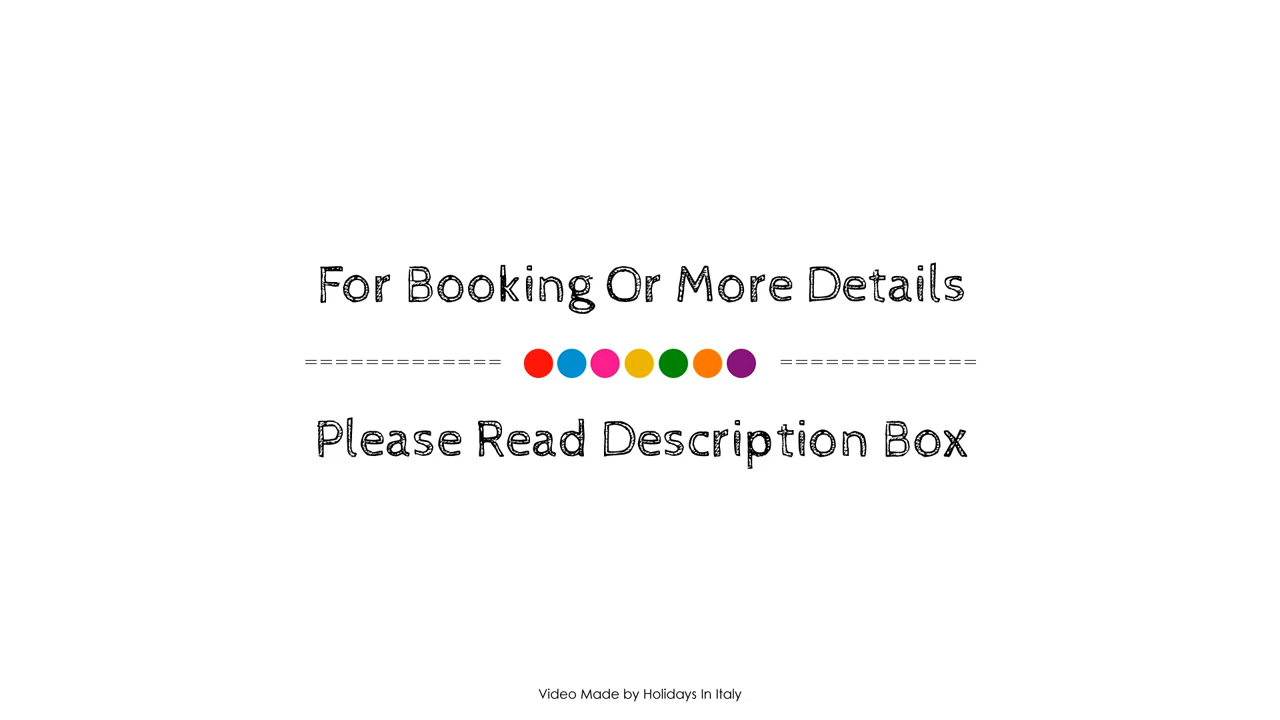 For Booking Or More Details
============= =============
Please Read Description Box
Video Made by Holidays In Italy